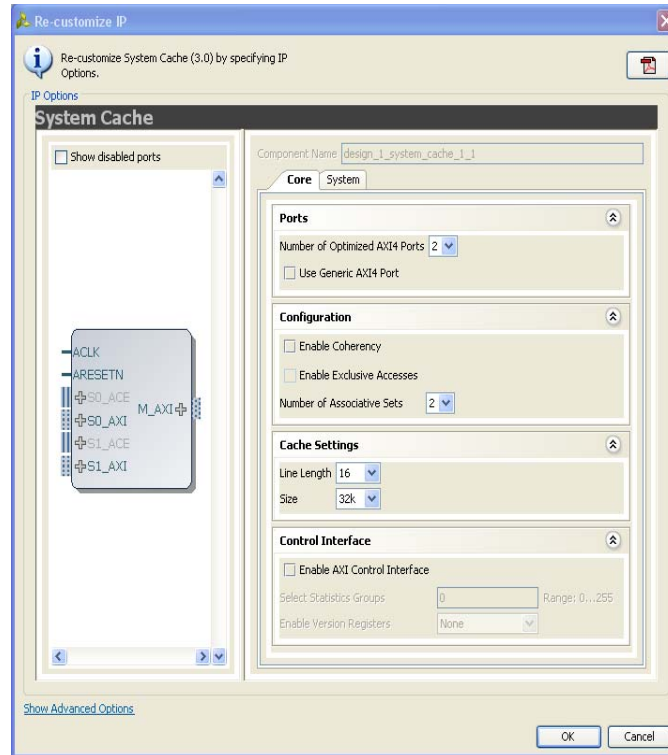 Re-customize IP
Re-customize System Cache (3.0) by specifying IP
Options.
IP Options
System Cache
Show disabled ports
ACLK
ARESETN
S0_ACE
M_AXI
S0_AXI
S1_ACE
S1_AXI
Component Name design_1_system_cache_1_1
Core System
Ports
Number of Optimized AXI4 Ports 2
Use Generic AXI4 Port
Configuration
Enable Coherency
Enable Exclusive Accesses
Number of Associative Sets 2
Cache Settings
Line Length 16
Size 32k
Control Interface
Enable AXI Control Interface
Select Statistics Groups 0 Range: 0...255
Enable Version Registers None
Show Advanced Options
OK Cancel